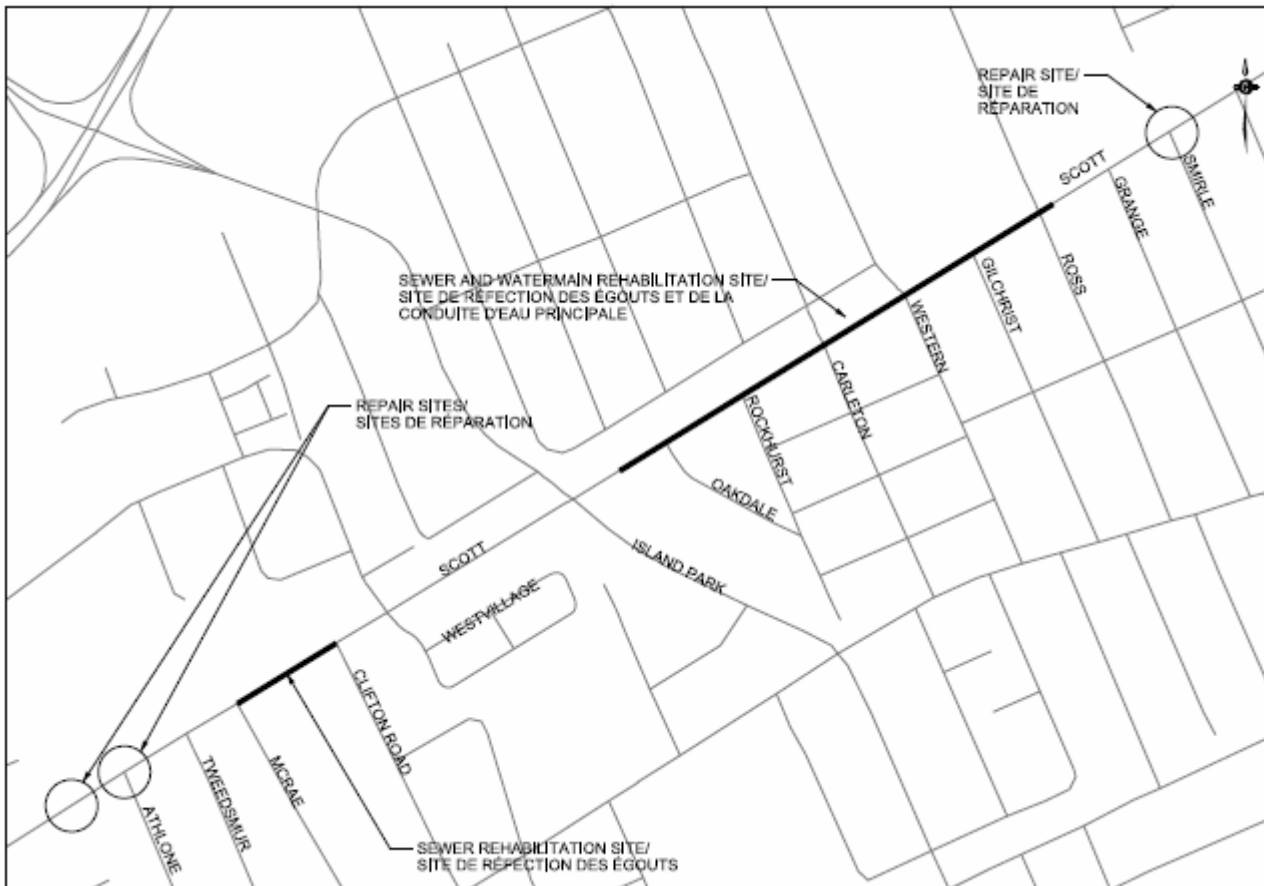 REPAIR SITE/
SITE DE
RÉPARATION
SCOTT
SMIRLE
GRANGE
ROSS
GILCHRIST
SEWER AND WATERMAIN REHABILITATION SITE/
SITE DE RÉFECTION DES ÉGOUTS ET DE LA
CONDUITE D'EAU PRINCIPALE
WESTERN
CARLETON
ROCKHURST
REPAIR SITES/
SITES DE RÉPARATION
OAKDALE
ISLAND PARK
SCOTT
WESTVILLAGE
CLIFTON ROAD
MCRAE
TWEEDSMUR
ATHLONE
SEWER REHABILITATION SITE/
SITE DE RÉFECTION DES ÉGOUTS